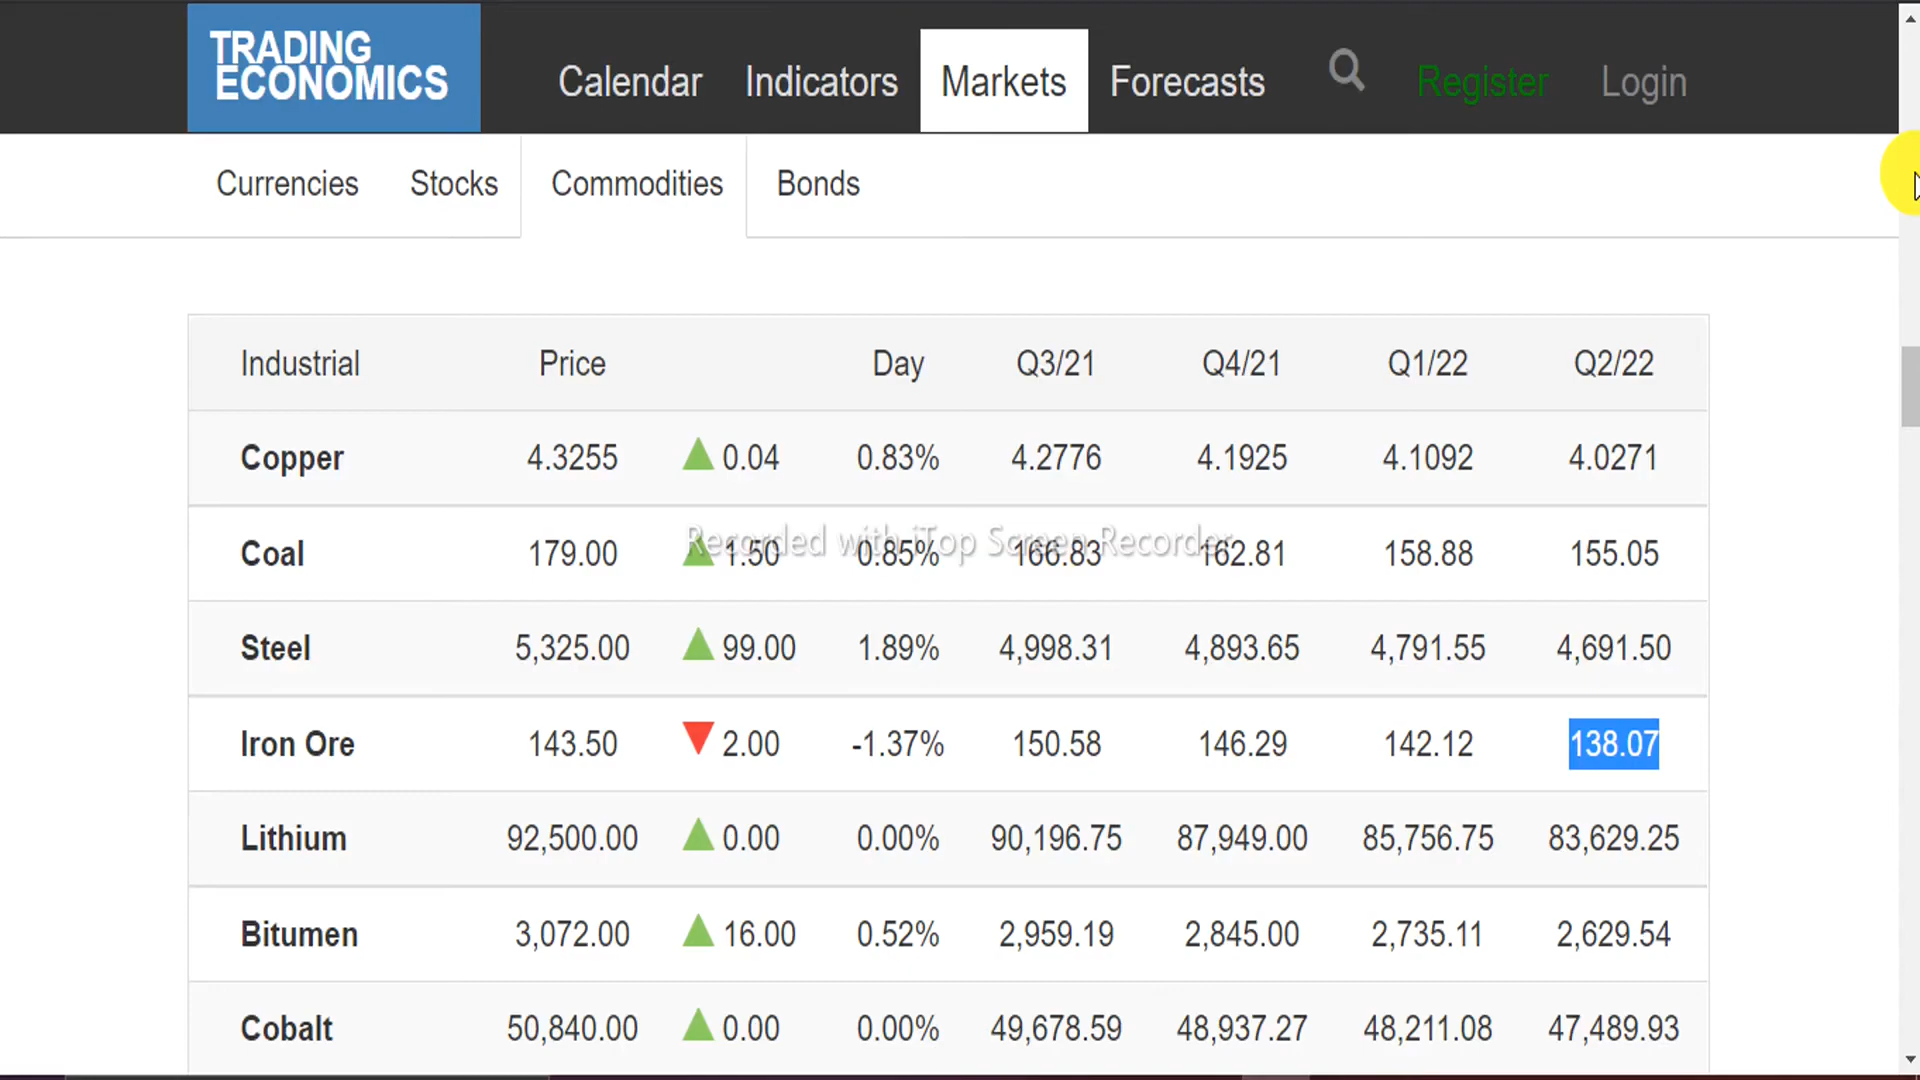 TRADING
ECONOMICS
Calendar Indicators Markets Forecasts Register Login
Currencies Stocks Commodities Bonds
Industrial Price Day Q3/21 Q4/21 Q1/22 Q2/22
Copper 4.3255 0.04 0.83% 4.2776 4.1925 4.1092 4.0271
Recorded with iTop Screen Recorder
Coal 179.00 1.50 0.85% 166.83 162.81 158.88 155.05
Steel 5,325.00 99.00 1.89% 4,998.31 4,893.65 4,791.55 4,691.50
Iron Ore 143.50 2.00 -1.37% 150.58 146.29 142.12 138.07
Lithium 92,500.00 0.00 0.00% 90,196.75 87,949.00 85,756.75 83,629.25
Bitumen 3,072.00 16.00 0.52% 2,959.19 2,845.00 2,735.11 2,629.54
Cobalt 50,840.00 0.00 0.00% 49,678.59 48,937.27 48,211.08 47,489.93